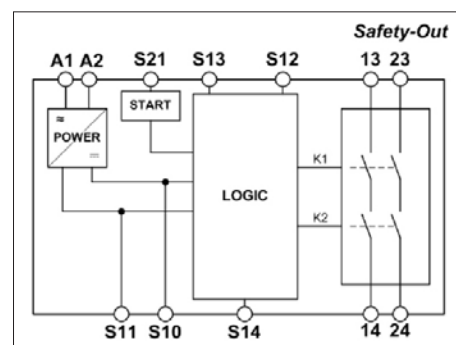 Safety-Out
A1 A2 S21 S13 S12 13 23
START
≂
POWER
⎓
K1
LOGIC
K2
S11 S10 S14 14 24